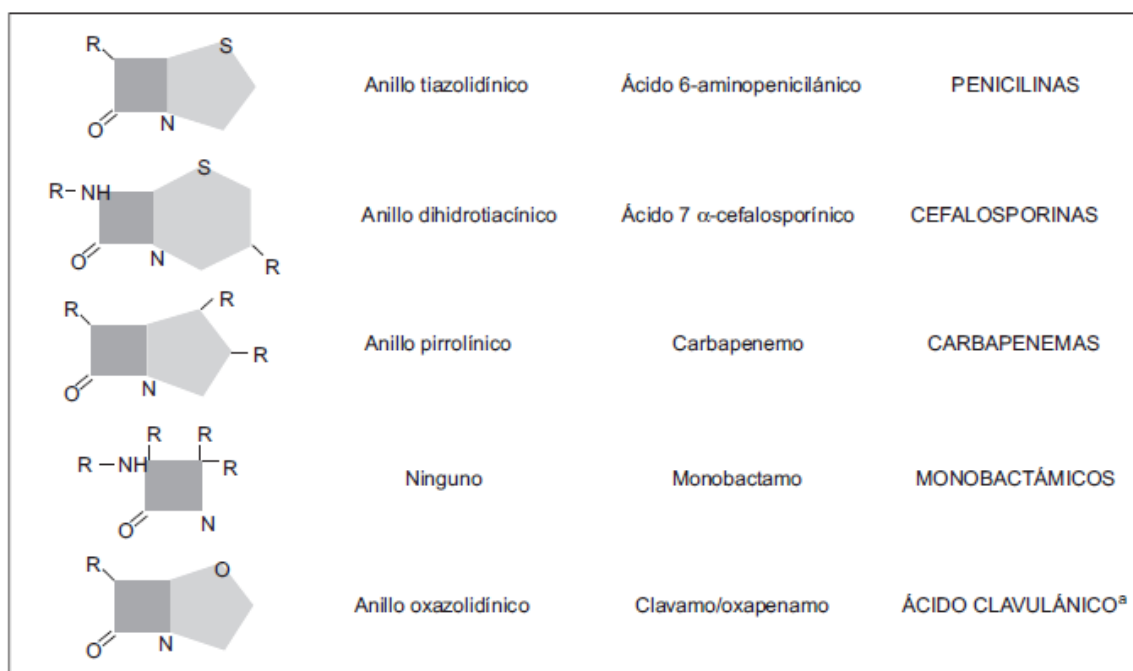 R S
Anillo tiazolidínico Ácido 6-aminopenicilánico PENICILINAS
O N
S
R–NH
Anillo dihidrotiacínico Ácido 7 α-cefalosporínico CEFALOSPORINAS
O N R
R R
Anillo pirrolínico Carbapenemo CARBAPENEMAS
R
O N
R R
R–NH R
Ninguno Monobactamo MONOBACTÁMICOS
O N
R O
Anillo oxazolidínico Clavamo/oxapenamo ÁCIDO CLAVULÁNICOa
O N